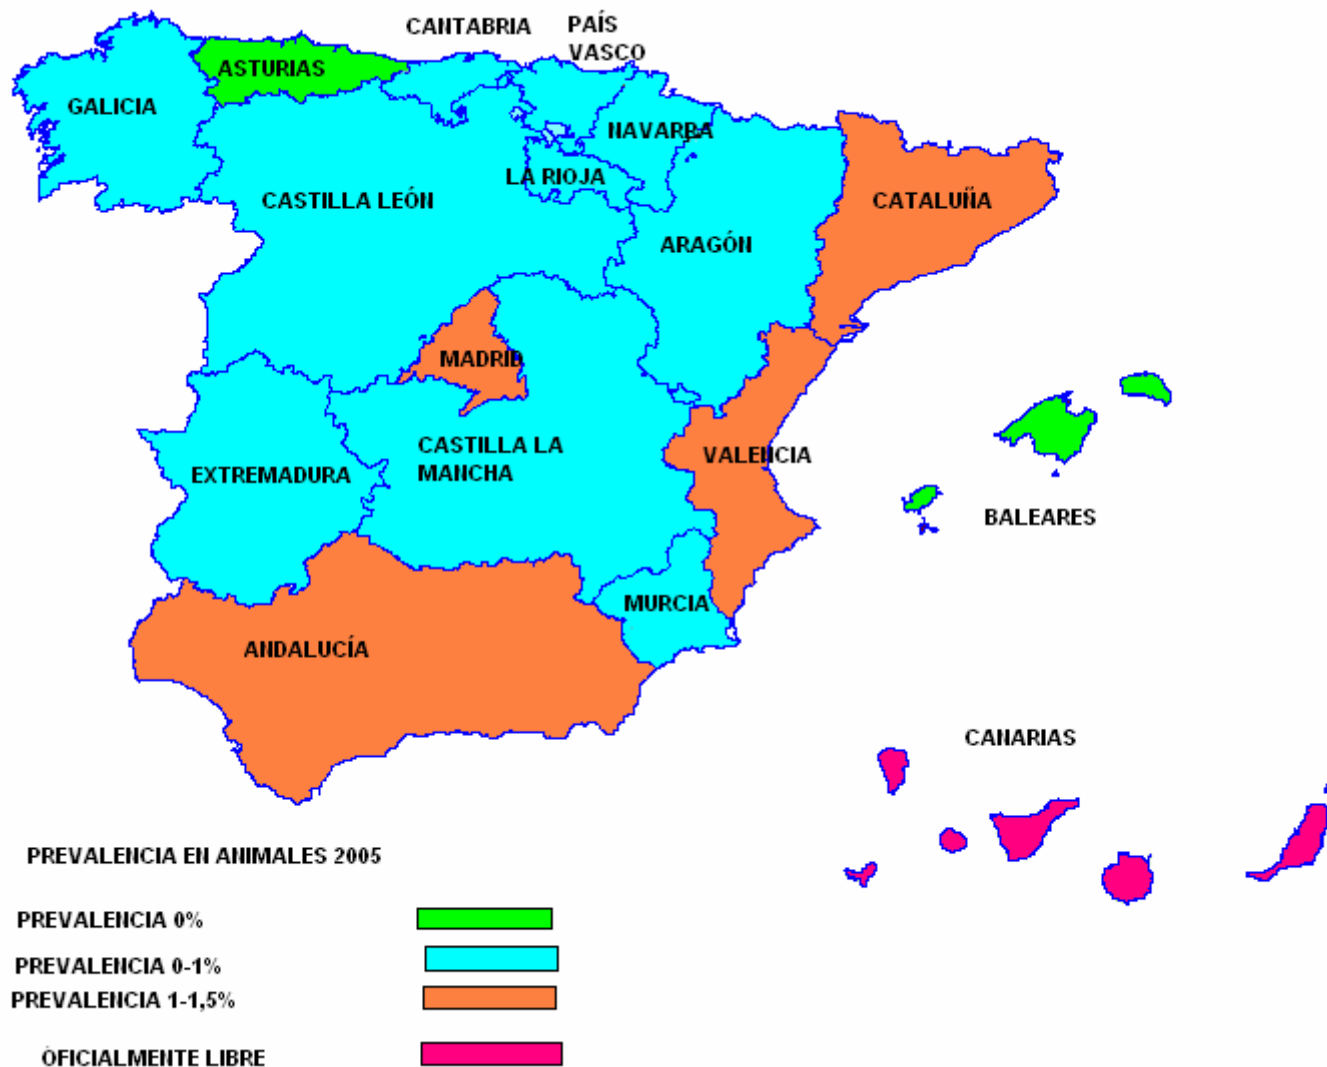 CANTABRIA
PAÍS
VASCO
ASTURIAS
GALICIA
NAVARRA
LA RIOJA
CASTILLA LEÓN
CATALUÑA
ARAGÓN
MADRID
CASTILLA LA
MANCHA
VALENCIA
EXTREMADURA
BALEARES
MURCIA
ANDALUCÍA
CANARIAS
PREVALENCIA EN ANIMALES 2005
PREVALENCIA 0%
PREVALENCIA 0-1%
PREVALENCIA 1-1,5%
OFICIALMENTE LIBRE